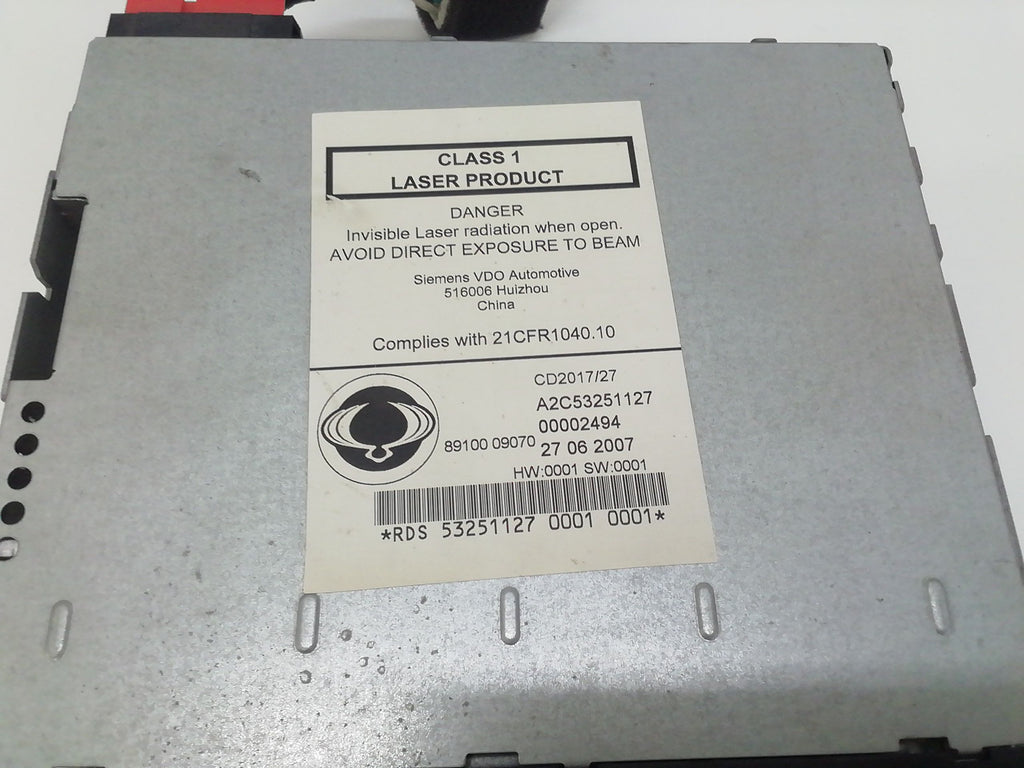 CLASS 1
LASER PRODUCT
DANGER
Invisible Laser radiation when open.
AVOID DIRECT EXPOSURE TO BEAM
Siemens VDO Automotive
516006 Huizhou
China
Complies with 21CFR1040.10
CD2017/27
A2C53251127
00002494
89100 09070 27 06 2007
HW:0001 SW:0001
*RDS 53251127 0001 0001*